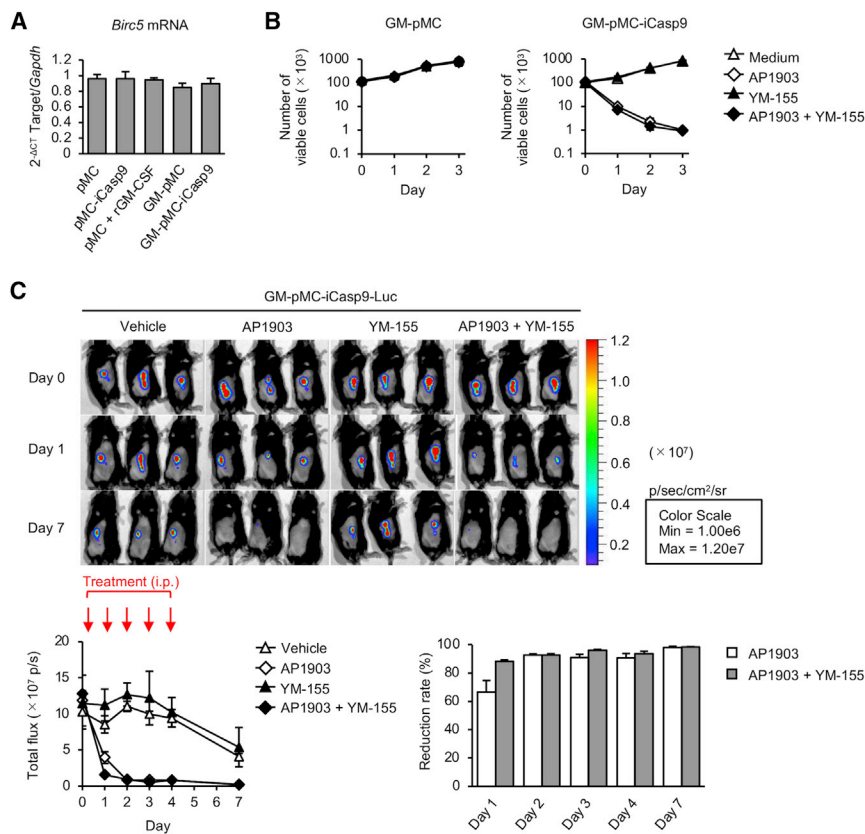 A
Birc5 mRNA
2-ΔCT Target/Gapdh
1.2
1
0.8
0.6
0.4
0.2
0
pMC
pMC-iCasp9
pMC + rGM-CSF
GM-pMC
GM-pMC-iCasp9
B
GM-pMC
Number of
viable cells (×10³)
1000
100
10
1
0.1
0 1 2 3
Day
GM-pMC-iCasp9
Number of
viable cells (×10³)
1000
100
10
1
0.1
0 1 2 3
Day
Medium
AP1903
YM-155
AP1903 + YM-155
C
GM-pMC-iCasp9-Luc
Vehicle AP1903 YM-155 AP1903 + YM-155
Day 0
Day 1
Day 7
1.2
1.0
0.8
0.6
0.4
0.2
(×10⁷)
p/sec/cm²/sr
Color Scale
Min = 1.00e6
Max = 1.20e7
Treatment (i.p.)
Total flux (×10⁷ p/s)
20
15
10
5
0
0 1 2 3 4 7
Day
Vehicle
AP1903
YM-155
AP1903 + YM-155
Reduction rate (%)
100
80
60
40
20
0
Day 1
Day 2
Day 3
Day 4
Day 7
AP1903
AP1903 + YM-155